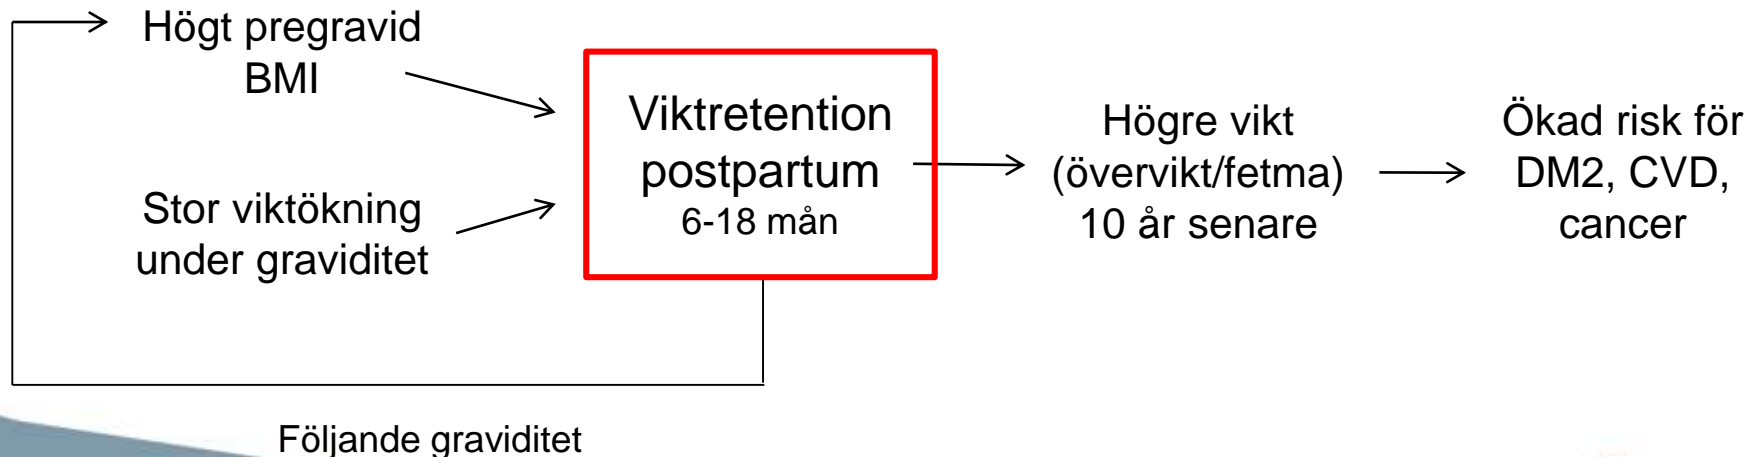 Högt pregravid
BMI
Stor viktökning
under graviditet
Viktretention
postpartum
6-18 mån
Högre vikt
(övervikt/fetma)
10 år senare
Ökad risk för
DM2, CVD,
cancer
Följande graviditet